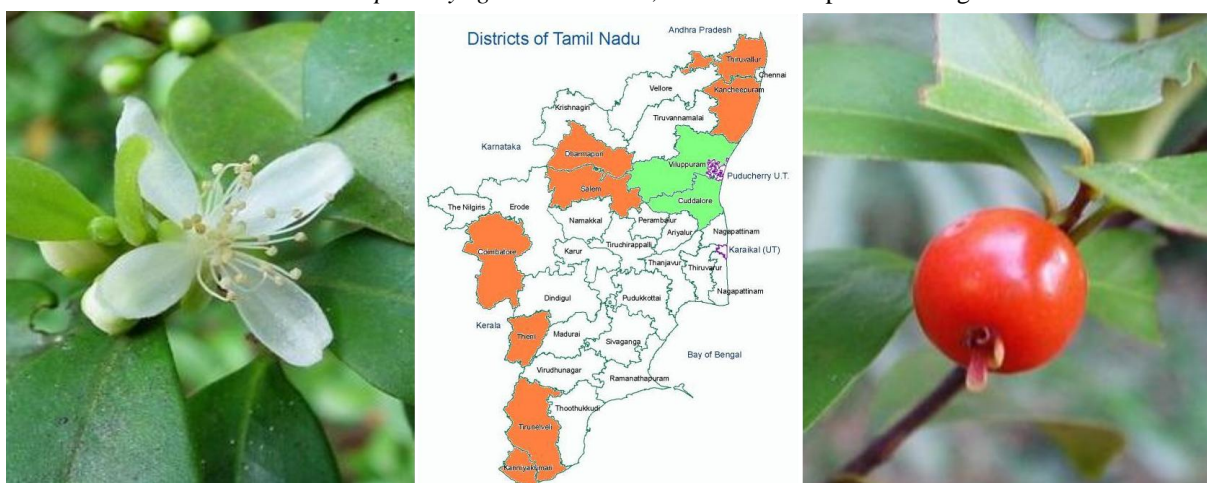 Districts of Tamil Nadu
Andhra Pradesh
Thiruvallur
Chennai
Kancheepuram
Vellore
Krishnagiri
Tiruvannamalai
Karnataka
Dharmapuri
Viluppuram
Puducherry U.T.
Salem
Cuddalore
The Nilgiris
Erode
Namakkal
Perambalur
Ariyalur
Nagapattinam
Coimbatore
Karur
Tiruchirappalli
Karaikal (UT)
Thanjavur
Thiruvarur
Nagapattinam
Dindigul
Pudukkottai
Kerala
Theni
Madurai
Sivaganga
Bay of Bengal
Virudhunagar
Ramanathapuram
Thoothukkudi
Tirunelveli
Kanniyakumari